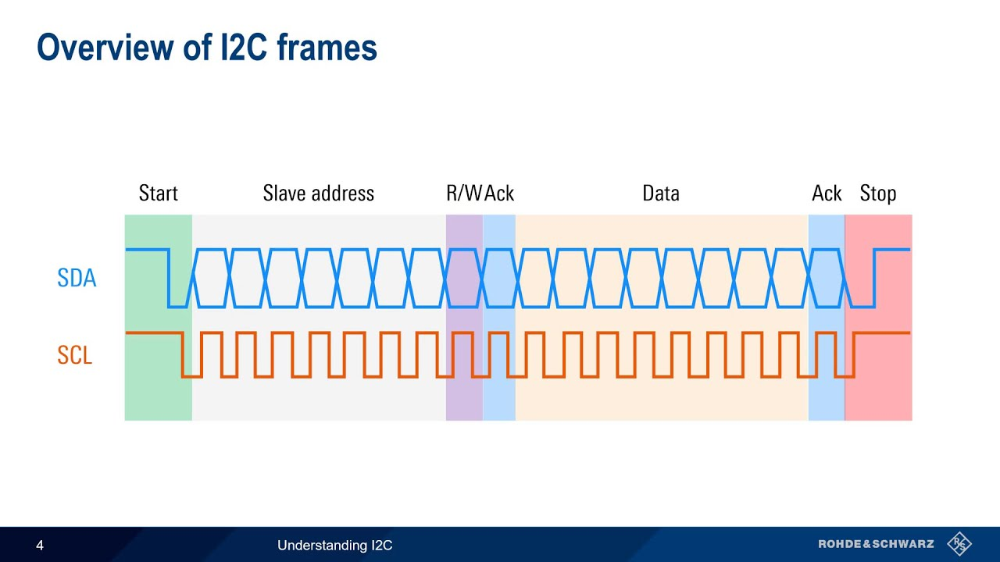 Overview of I2C frames
Start Slave address R/W Ack Data Ack Stop
SDA
SCL
4 Understanding I2C ROHDE&SCHWARZ R&S